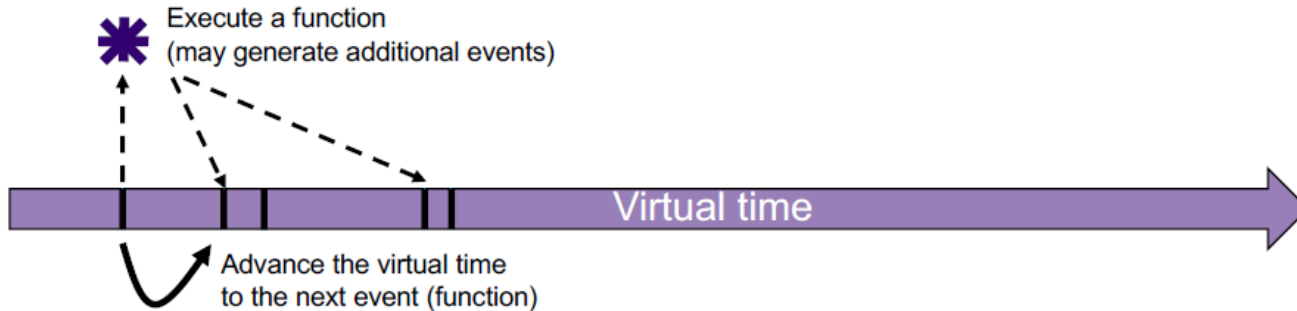 Execute a function
(may generate additional events)
Virtual time
Advance the virtual time
to the next event (function)